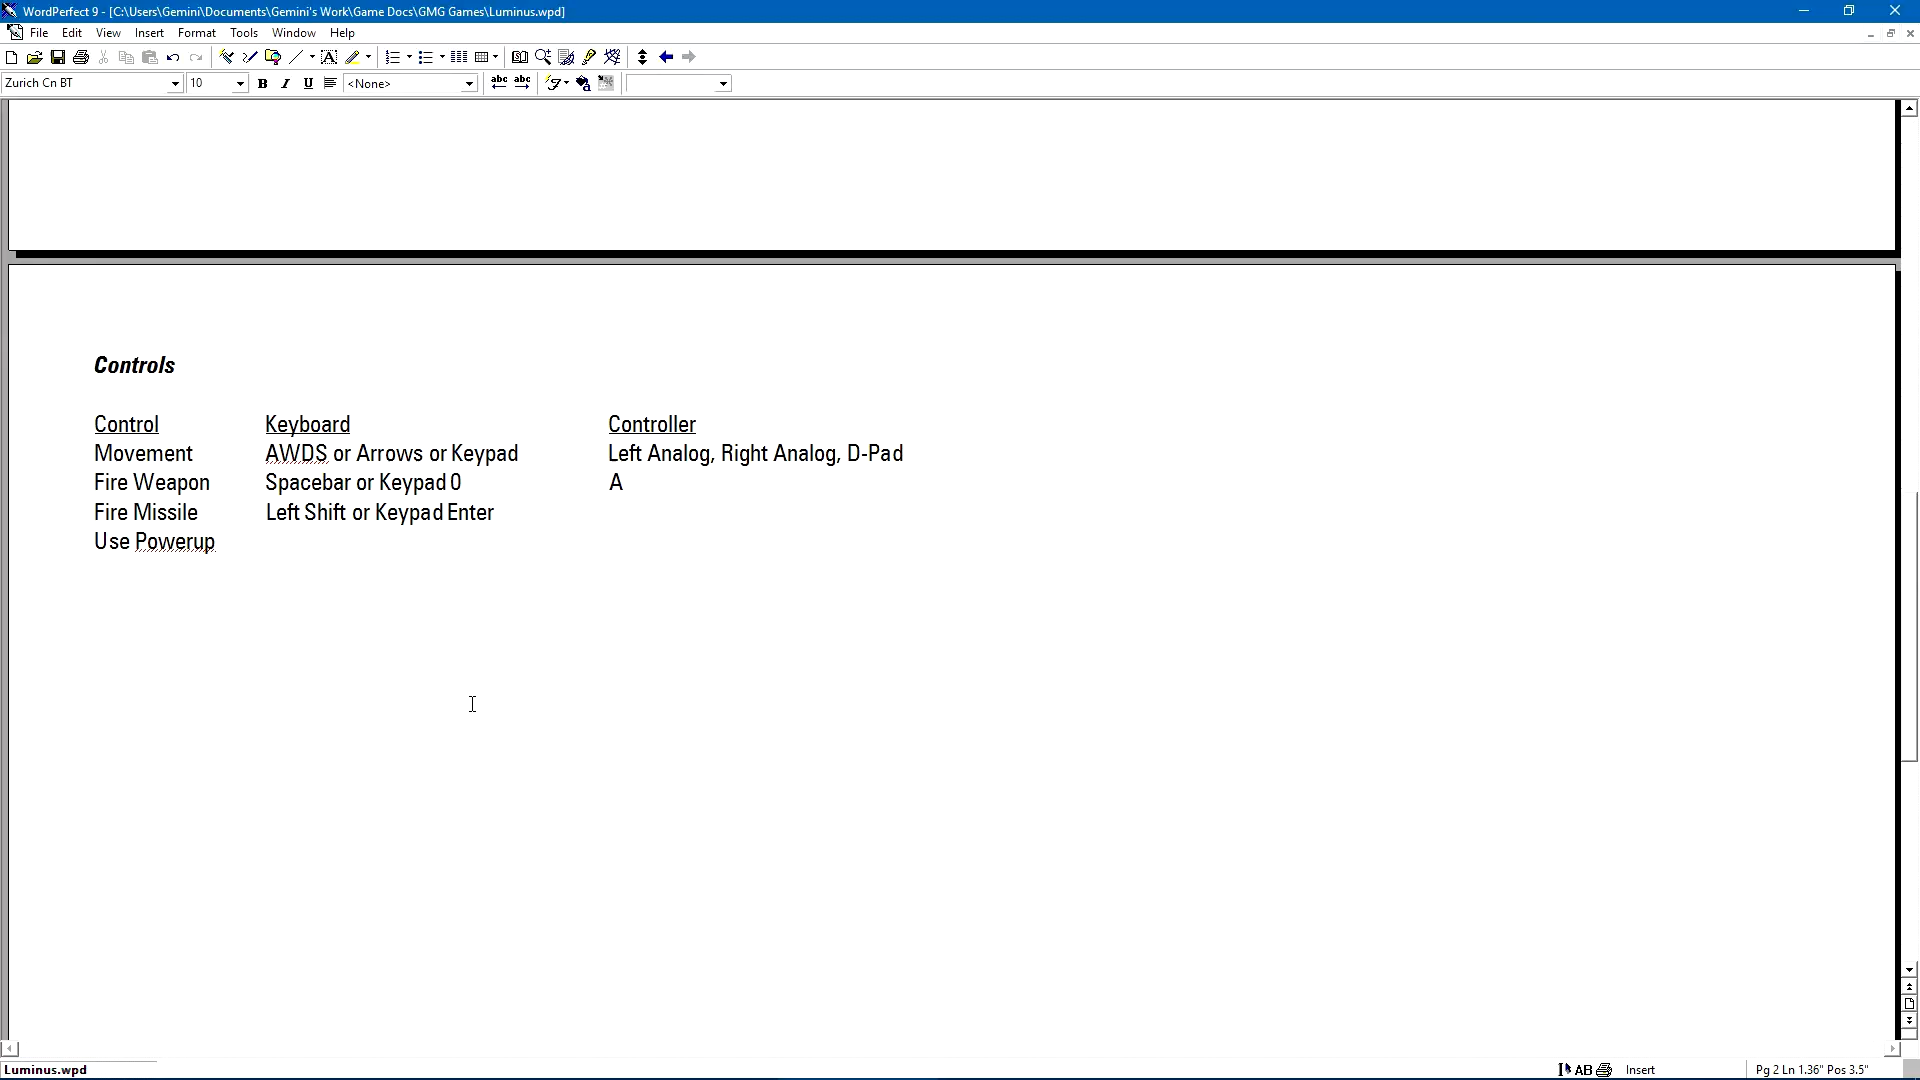 WordPerfect 9 - [C:\Users\Gemini\Documents\Gemini's Work\Game Docs\GMG Games\Luminus.wpd]
File Edit View Insert Format Tools Window Help
Zurich Cn BT 10 B I U <None> abc abc
Controls
Control Keyboard Controller
Movement AWDS or Arrows or Keypad Left Analog, Right Analog, D-Pad
Fire Weapon Spacebar or Keypad 0 A
Fire Missile Left Shift or Keypad Enter
Use Powerup
Luminus.wpd AB Insert Pg 2 Ln 1.36" Pos 3.5"